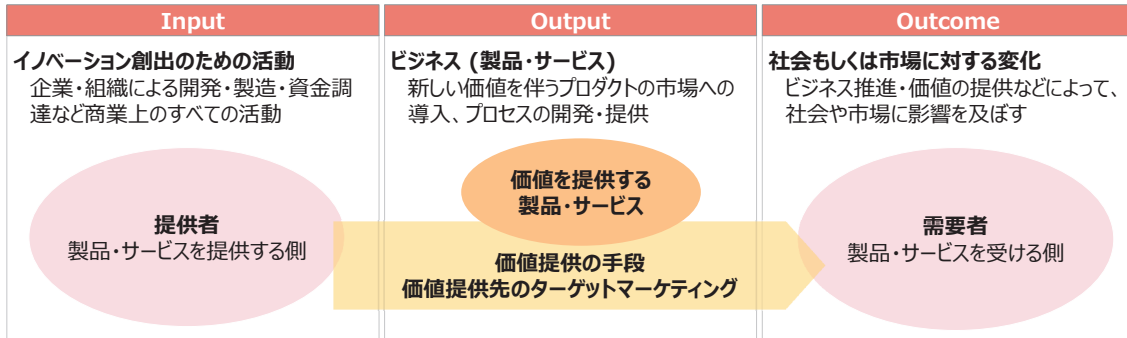 Input
イノベーション創出のための活動
企業・組織による開発・製造・資金調
達など商業上のすべての活動
提供者
製品・サービスを提供する側
Output
ビジネス (製品・サービス)
新しい価値を伴うプロダクトの市場への
導入、プロセスの開発・提供
価値を提供する
製品・サービス
価値提供の手段
価値提供先のターゲットマーケティング
Outcome
社会もしくは市場に対する変化
ビジネス推進・価値の提供などによって、
社会や市場に影響を及ぼす
需要者
製品・サービスを受ける側